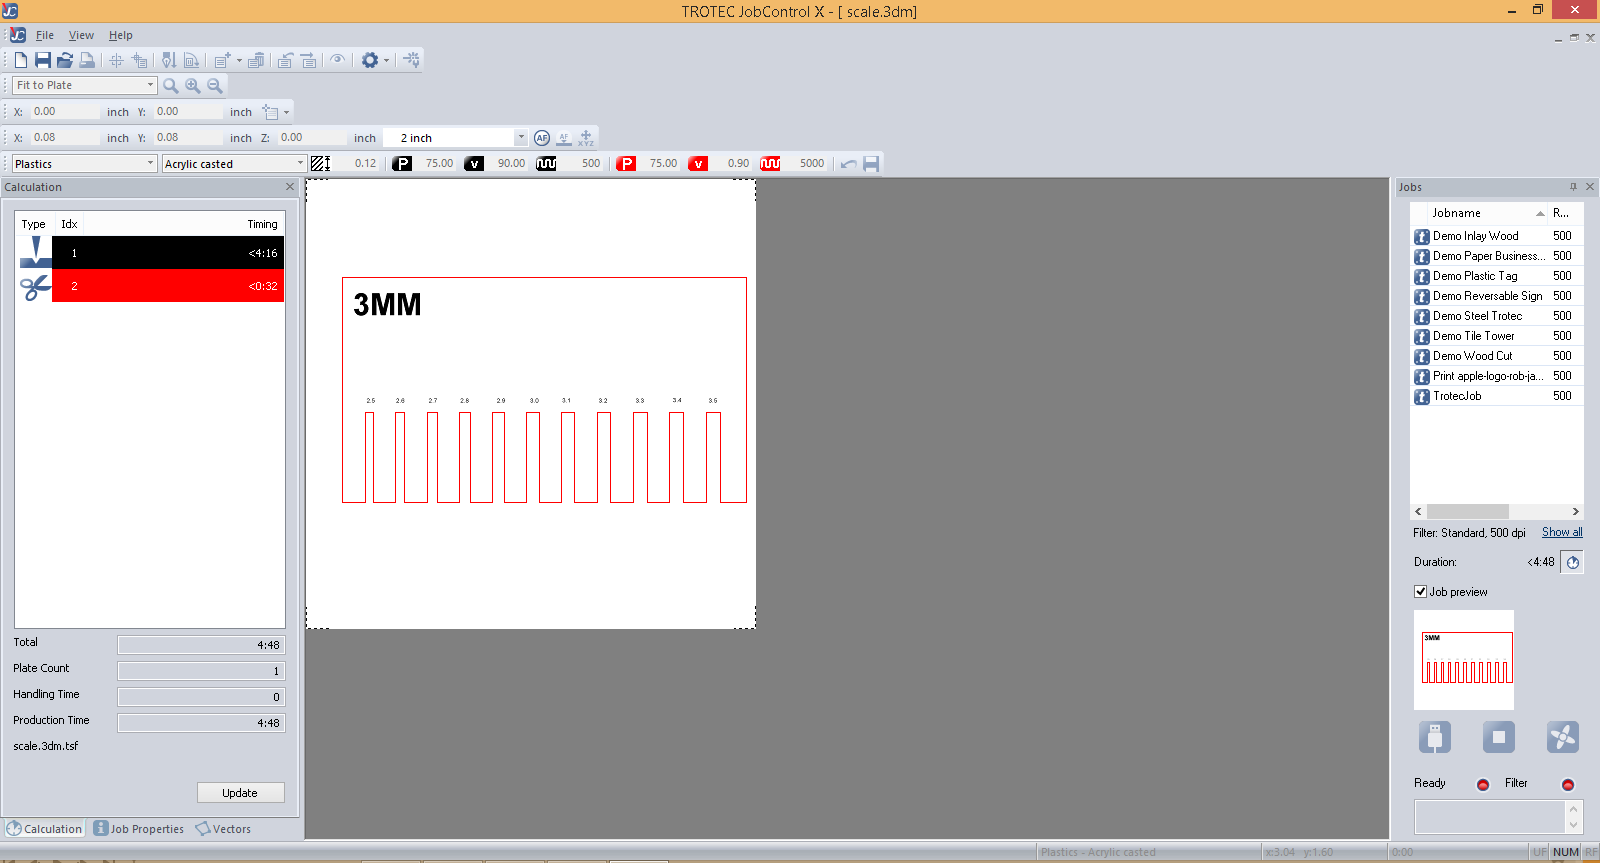 TROTEC JobControl X - [ scale.3dm]
File View Help
Fit to Plate
X: 0.00 inch Y: 0.00 inch
X: 0.08 inch Y: 0.08 inch Z: 0.00 inch 2 inch AF AF XYZ
Plastics Acrylic casted 0.12 P 75.00 v 90.00 500 P 75.00 v 0.90 5000
Calculation
Type Idx Timing
1 <4:16
2 <0:32
Total 4:48
Plate Count 1
Handling Time 0
Production Time 4:48
scale.3dm.tsf
Update
Calculation Job Properties Vectors
3MM
2.5 2.6 2.7 2.8 2.9 3.0 3.1 3.2 3.3 3.4 3.5
Jobs
Jobname R...
Demo Inlay Wood 500
Demo Paper Business... 500
Demo Plastic Tag 500
Demo Reversable Sign 500
Demo Steel Trotec 500
Demo Tile Tower 500
Demo Wood Cut 500
Print apple-logo-rob-ja... 500
TrotecJob 500
Filter: Standard, 500 dpi Show all
Duration: <4:48
Job preview
3MM
Ready Filter
Plastics - Acrylic casted x:3.04 y:1.60 0:00 UF NUM RF